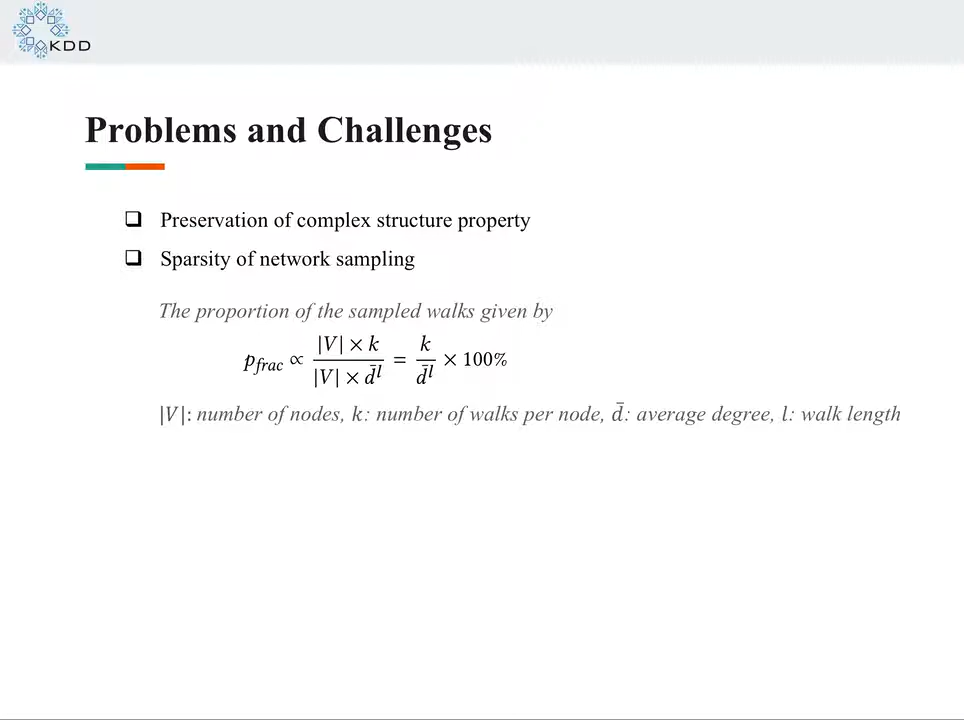 KDD
Problems and Challenges
❑ Preservation of complex structure property
❑ Sparsity of network sampling
The proportion of the sampled walks given by
p_frac ∝ |V| × k / |V| × d̄^l = k / d̄^l × 100%
|V|: number of nodes, k: number of walks per node, d̄: average degree, l: walk length